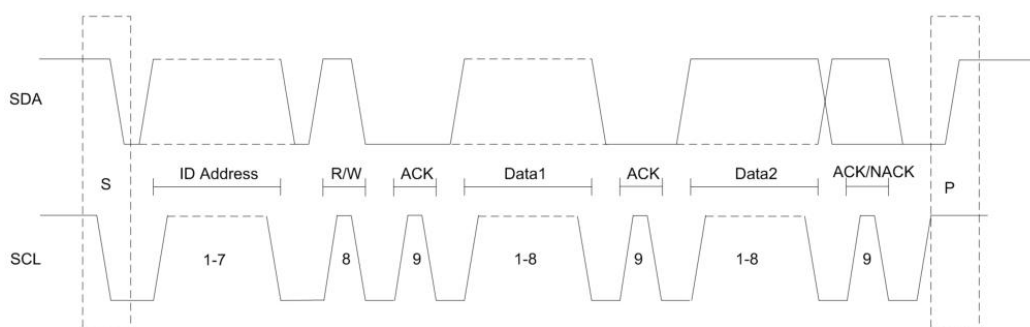 SDA
S
ID Address
R/W
ACK
Data1
ACK
Data2
ACK/NACK
P
SCL
1-7
8
9
1-8
9
1-8
9